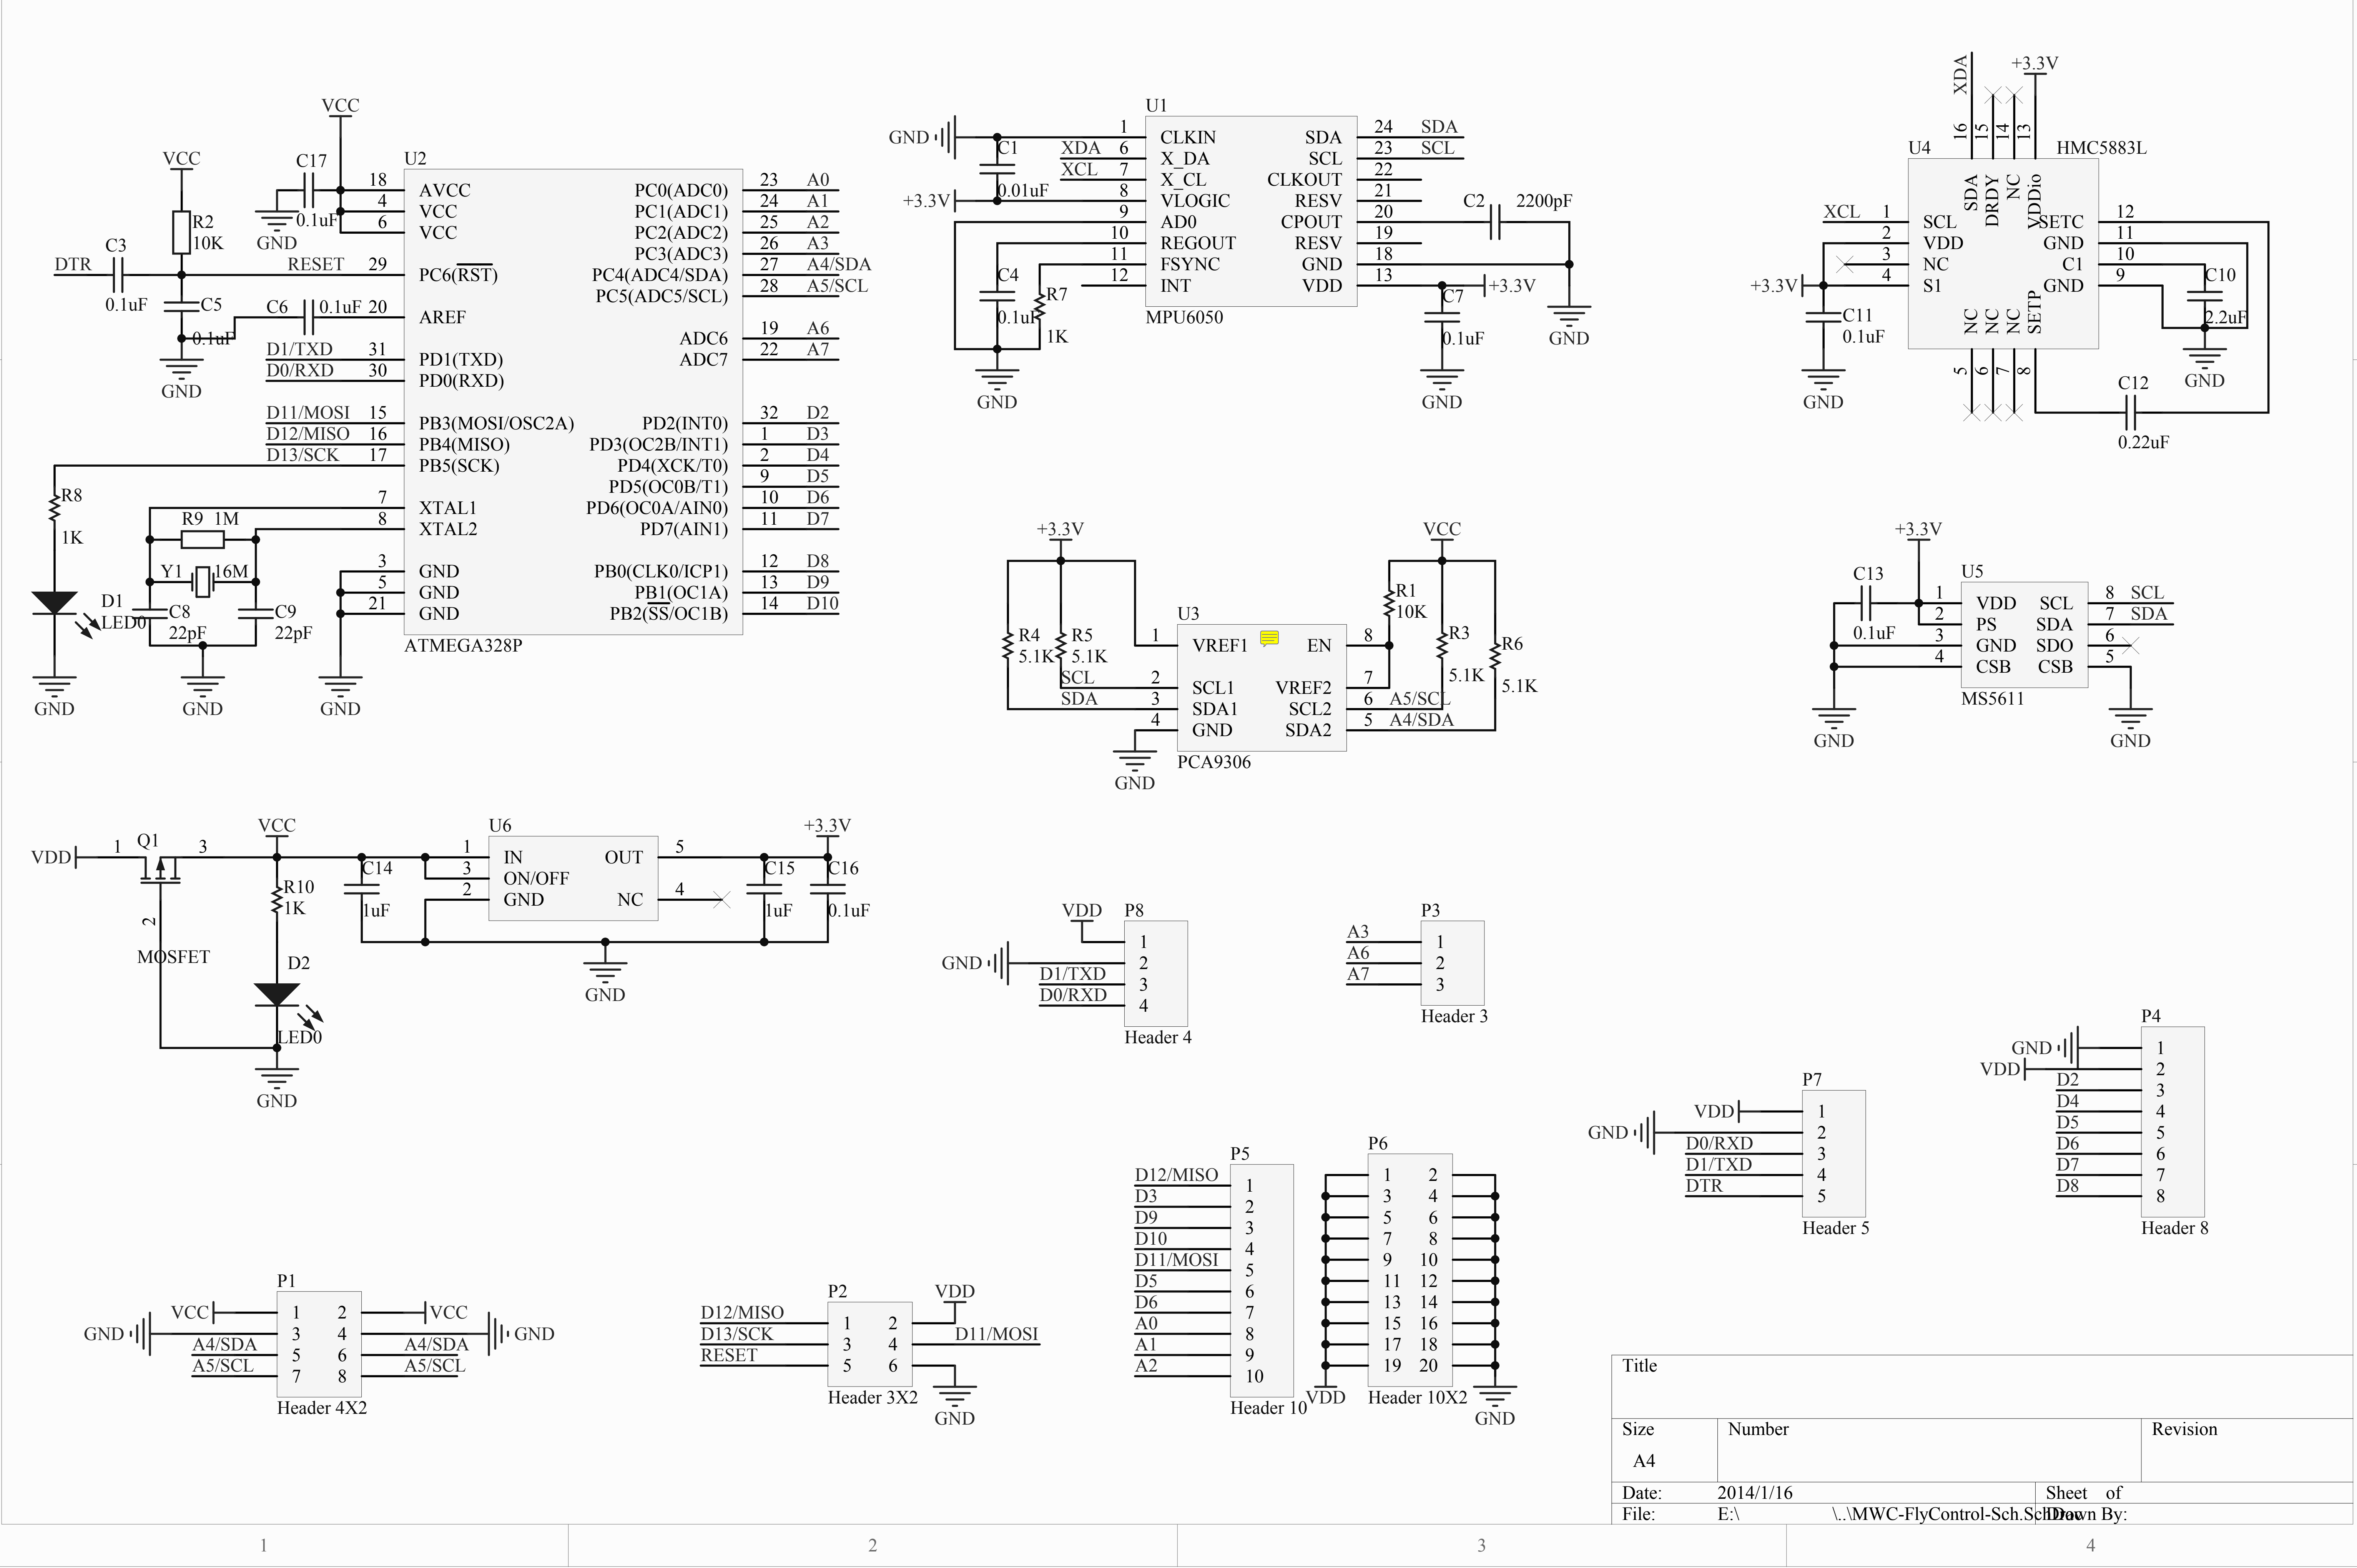 VCC
VCC
C17
0.1uF
GND
R2
10K
DTR
C3
0.1uF
RESET
C5
0.1uF
GND
C6
0.1uF
D1/TXD
D0/RXD
D11/MOSI
D12/MISO
D13/SCK
R8
1K
R9 1M
Y1 16M
D1
LED0
C8
22pF
C9
22pF
GND
GND
GND
U2
18 AVCC
4 VCC
6 VCC
29 PC6(RST)
20 AREF
31 PD1(TXD)
30 PD0(RXD)
15 PB3(MOSI/OSC2A)
16 PB4(MISO)
17 PB5(SCK)
7 XTAL1
8 XTAL2
3 GND
5 GND
21 GND
PC0(ADC0) 23 A0
PC1(ADC1) 24 A1
PC2(ADC2) 25 A2
PC3(ADC3) 26 A3
PC4(ADC4/SDA) 27 A4/SDA
PC5(ADC5/SCL) 28 A5/SCL
ADC6 19 A6
ADC7 22 A7
PD2(INT0) 32 D2
PD3(OC2B/INT1) 1 D3
PD4(XCK/T0) 2 D4
PD5(OC0B/T1) 9 D5
PD6(OC0A/AIN0) 10 D6
PD7(AIN1) 11 D7
PB0(CLK0/ICP1) 12 D8
PB1(OC1A) 13 D9
PB2(SS/OC1B) 14 D10
ATMEGA328P
U1
GND
C1
0.01uF
+3.3V
XDA
XCL
1 CLKIN
6 X_DA
7 X_CL
8 VLOGIC
9 AD0
10 REGOUT
11 FSYNC
12 INT
SDA 24 SDA
SCL 23 SCL
CLKOUT 22
RESV 21
CPOUT 20
RESV 19
GND 18
VDD 13
MPU6050
C4
0.1uF
R7
1K
GND
C2 2200pF
+3.3V
C7
0.1uF
GND
GND
XDA
+3.3V
U4
HMC5883L
16 SDA
15 DRDY
14 NC
13 VDDio
XCL
1 SCL
2 VDD
3 NC
4 S1
SETC 12
GND 11
C1 10
GND 9
NC 5
NC 6
NC 7
SETP 8
+3.3V
C11
0.1uF
GND
C10
2.2uF
GND
C12
0.22uF
+3.3V
VCC
R4
5.1K
R5
5.1K
SCL
SDA
U3
1 VREF1
2 SCL1
3 SDA1
4 GND
EN 8
VREF2 7
SCL2 6 A5/SCL
SDA2 5 A4/SDA
PCA9306
GND
R1
10K
R3
5.1K
R6
5.1K
+3.3V
C13
0.1uF
U5
1 VDD
2 PS
3 GND
4 CSB
SCL 8 SCL
SDA 7 SDA
SDO 6
CSB 5
MS5611
GND
GND
VDD
1
Q1
3
2
MOSFET
VCC
R10
1K
D2
LED0
GND
C14
1uF
U6
1 IN
3 ON/OFF
2 GND
OUT 5
NC 4
+3.3V
C15
1uF
C16
0.1uF
GND
P8
VDD
GND
D1/TXD
D0/RXD
1
2
3
4
Header 4
P3
A3 1
A6 2
A7 3
Header 3
P7
VDD 1
GND 2
D0/RXD 3
D1/TXD 4
DTR 5
Header 5
P4
GND 1
VDD 2
D2 3
D4 4
D5 5
D6 6
D7 7
D8 8
Header 8
P1
VCC 1 2 VCC
GND 3 4 GND
A4/SDA 5 6 A4/SDA
A5/SCL 7 8 A5/SCL
Header 4X2
P2
VDD
D12/MISO 1 2
D13/SCK 3 4 D11/MOSI
RESET 5 6
Header 3X2
GND
P5
D12/MISO 1
D3 2
D9 3
D10 4
D11/MOSI 5
D5 6
D6 7
A0 8
A1 9
A2 10
Header 10
P6
1 2
3 4
5 6
7 8
9 10
11 12
13 14
15 16
17 18
19 20
VDD
Header 10X2
GND
Title
Size
A4
Number
Revision
Date: 2014/1/16
Sheet of
File: E:\ \..\MWC-FlyControl-Sch.SchDoc
Drawn By:
1 2 3 4